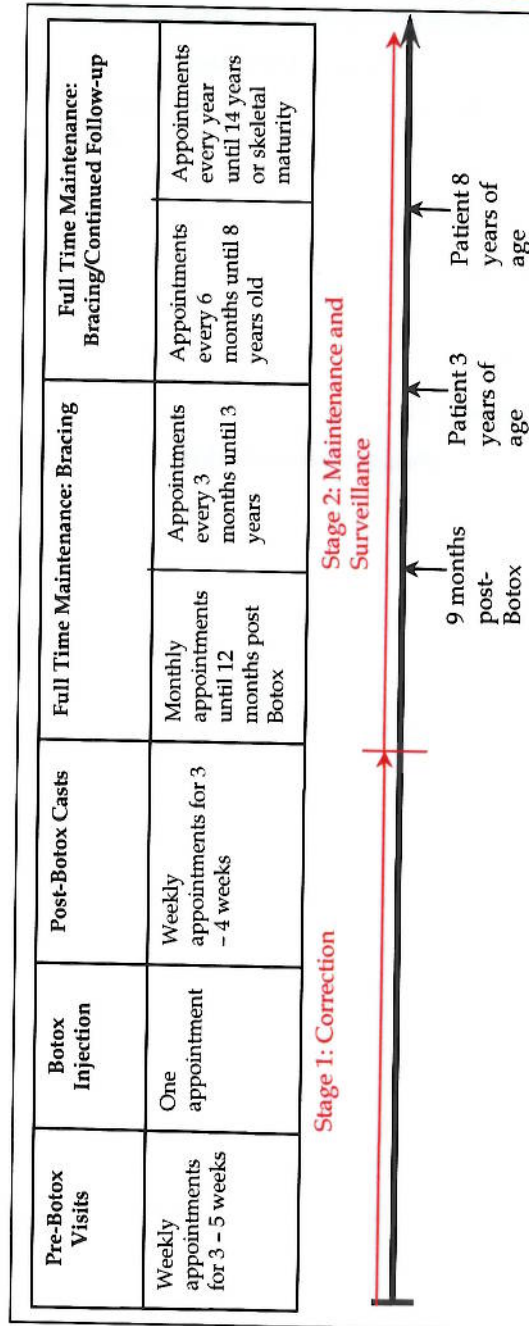 Pre-Botox
Visits
Botox
Injection
Post-Botox Casts
Full Time Maintenance: Bracing
Full Time Maintenance:
Bracing/Continued Follow-up
Weekly
appointments
for 3 – 5 weeks
One
appointment
Weekly
appointments for 3
– 4 weeks
Monthly
appointments
until 12
months post
Botox
Appointments
every 3
months until 3
years
Appointments
every 6
months until 8
years old
Appointments
every year
until 14 years
or skeletal
maturity
Stage 1: Correction
Stage 2: Maintenance and
Surveillance
9 months
post-
Botox
Patient 3
years of
age
Patient 8
years of
age